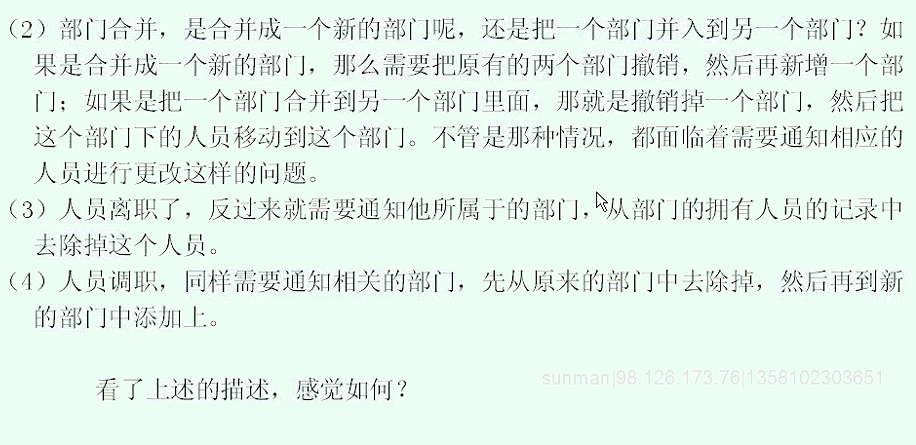 （2）部门合并，是合并成一个新的部门呢，还是把一个部门并入到另一个部门？如
果是合并成一个新的部门，那么需要把原有的两个部门撤销，然后再新增一个部
门；如果是把一个部门合并到另一个部门里面，那就是撤销掉一个部门，然后把
这个部门下的人员移动到这个部门。不管是那种情况，都面临着需要通知相应的
人员进行更改这样的问题。
（3）人员离职了，反过来就需要通知他所属于的部门，从部门的拥有人员的记录中
去除掉这个人员。
（4）人员调职，同样需要通知相关的部门，先从原来的部门中去除掉，然后再到新
的部门中添加上。
看了上述的描述，感觉如何？
sunman|98.126.173.76|1358102303651